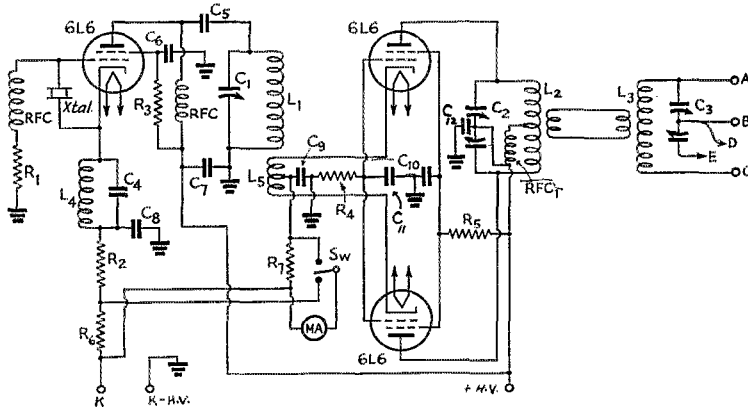 6L6
C5
C6
Xtal.
RFC
R3
RFC
C1
L1
R1
L4
C4
C7
C8
R2
R6
K
K-H.V.
6L6
C9
L5
R4
C10
C11
R7
Sw
MA
6L6
R5
+ H.V.
C12
C2
L2
RFC1
L3
C3
A
B
D
E
C